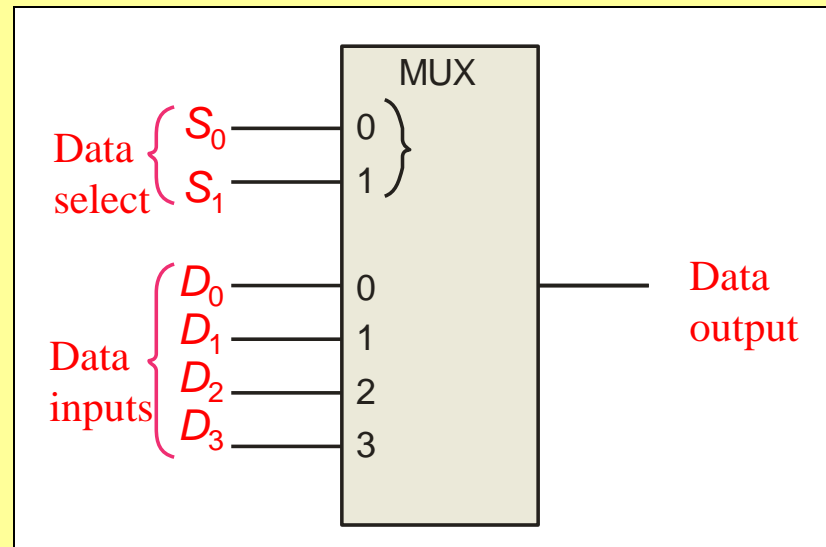 MUX
Data
select
S0
S1
0
1
Data
inputs
D0
D1
D2
D3
0
1
2
3
Data
output